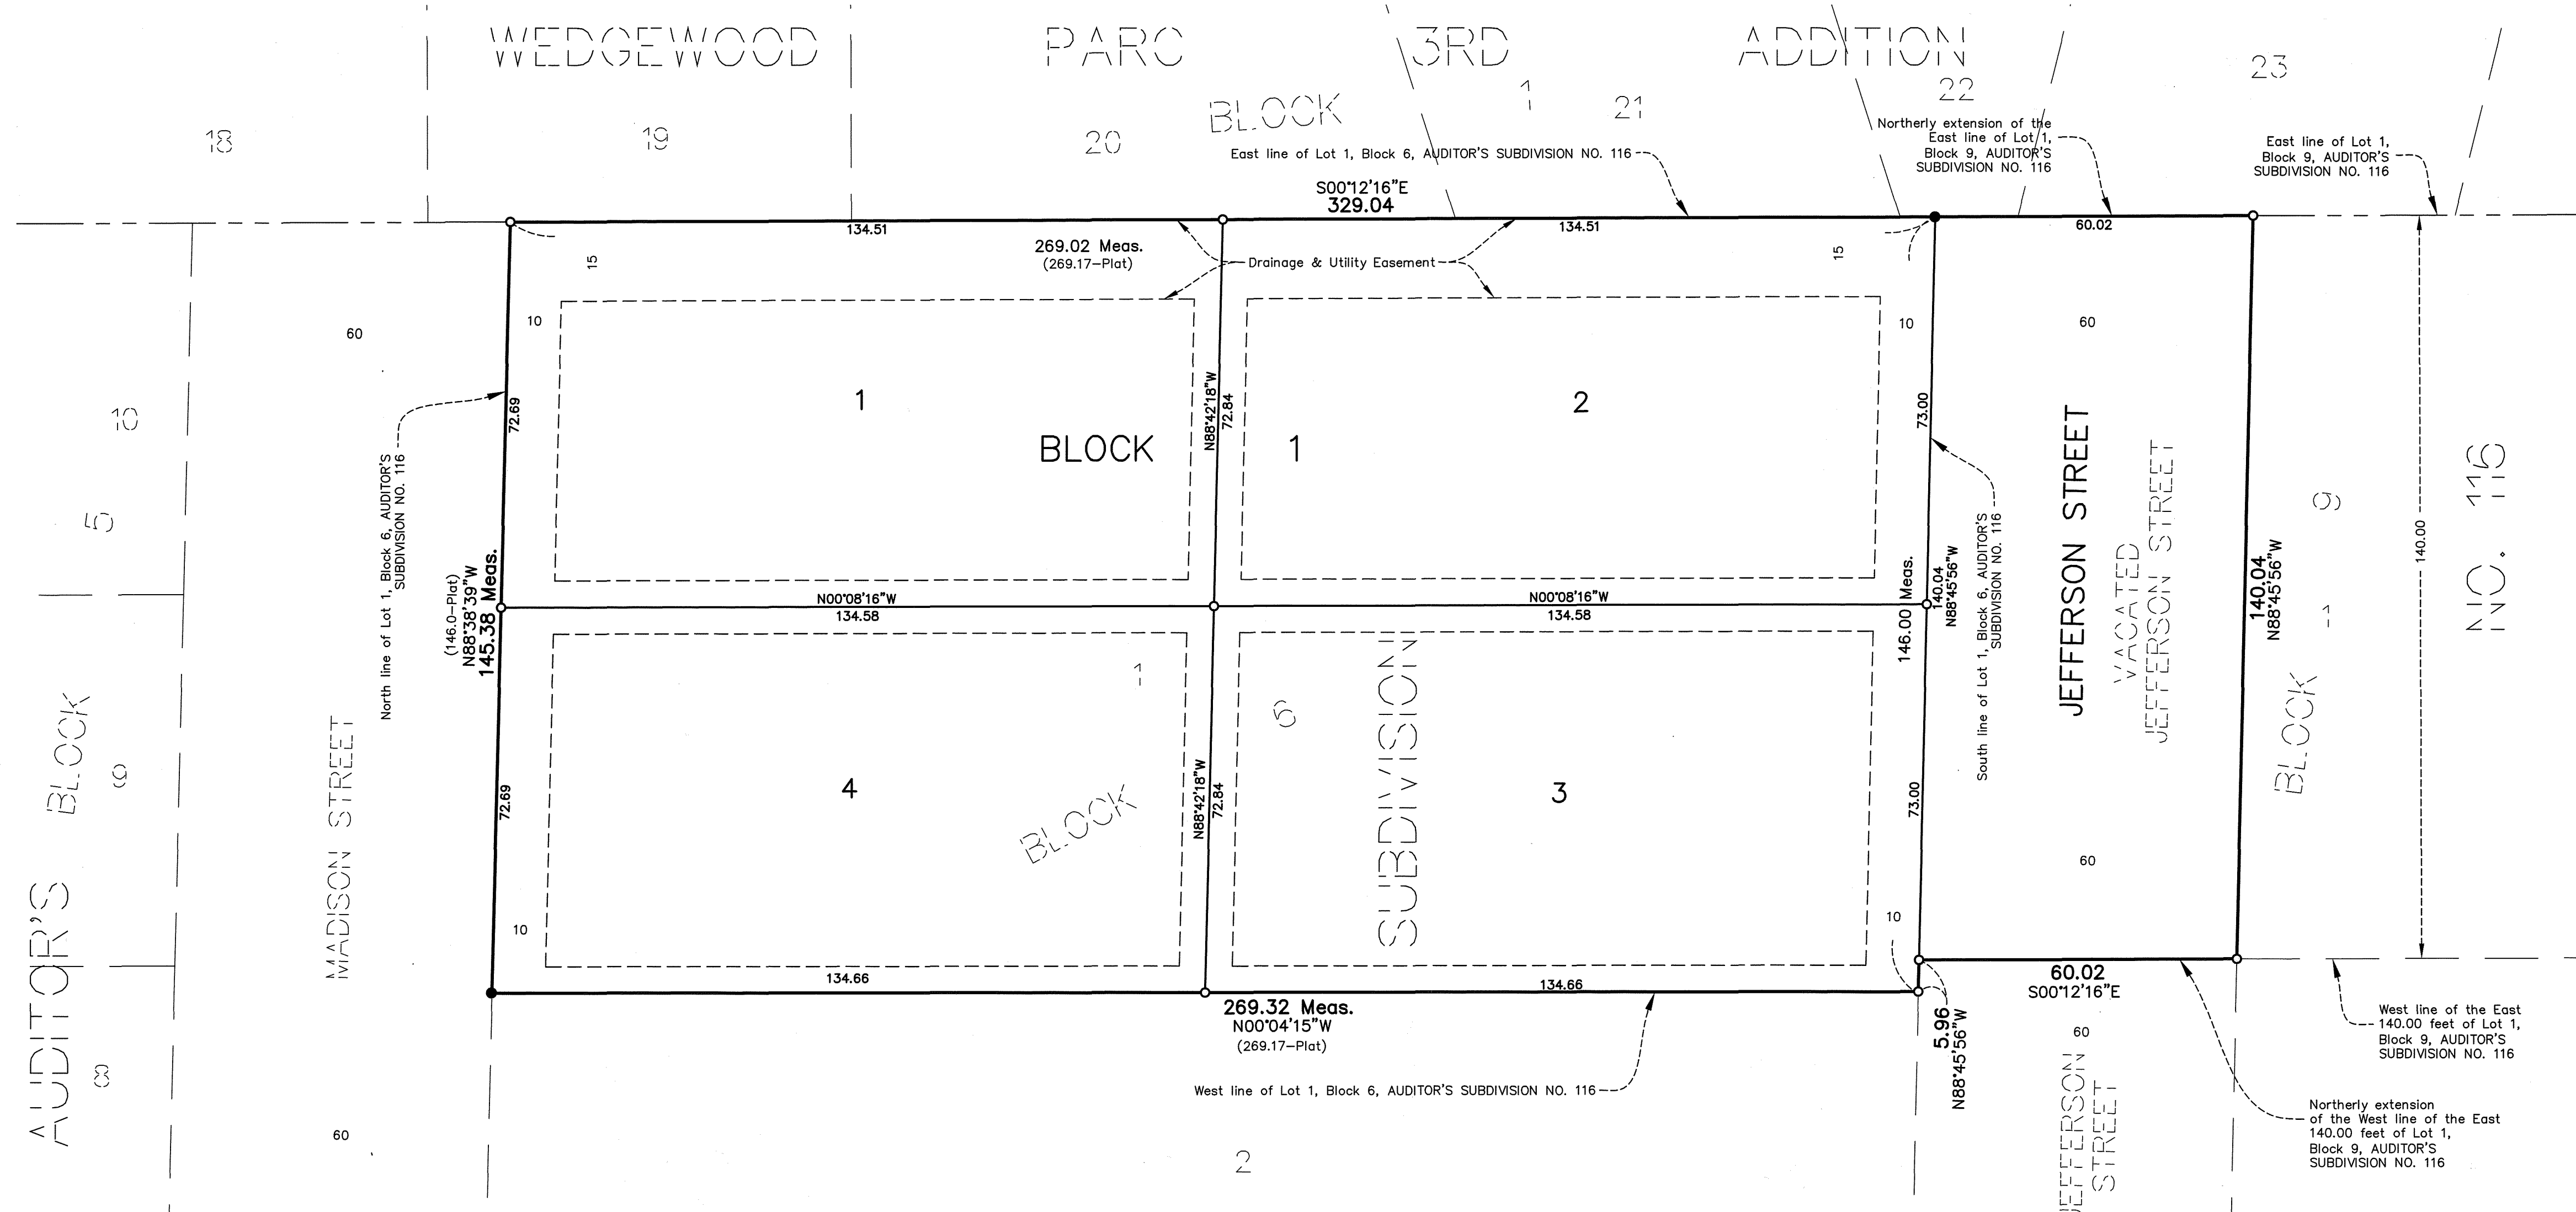 WEDGEWOOD PARC 3RD ADDITION
18
19
20
BLOCK 1
21
22
23
Northerly extension of the
East line of Lot 1,
Block 9, AUDITOR'S
SUBDIVISION NO. 116
East line of Lot 1,
Block 9, AUDITOR'S
SUBDIVISION NO. 116
East line of Lot 1, Block 6, AUDITOR'S SUBDIVISION NO. 116
S00°12'16"E
329.04
134.51
134.51
60.02
269.02 Meas.
(269.17-Plat)
Drainage & Utility Easement
15
15
10
10
60
60
1
2
BLOCK 1
72.69
N88°42'18"W
72.84
73.00
North line of Lot 1, Block 6, AUDITOR'S
SUBDIVISION NO. 116
(146.0-Plat)
N88°38'39"W
145.38 Meas.
N00°08'16"W
134.58
N00°08'16"W
134.58
146.00 Meas.
140.04
N88°45'56"W
South line of Lot 1, Block 6, AUDITOR'S
SUBDIVISION NO. 116
JEFFERSON STREET
VACATED
JEFFERSON STREET
140.04
N88°45'56"W
140.00
NO. 116
9
1
BLOCK
10
5
BLOCK
9
8
AUDITOR'S
MADISON STREET
60
1
6
BLOCK
SUBDIVISION
4
3
72.69
N88°42'18"W
72.84
73.00
10
10
60
134.66
134.66
269.32 Meas.
N00°04'15"W
(269.17-Plat)
5.96
N88°45'56"W
60.02
S00°12'16"E
60
JEFFERSON
STREET
West line of Lot 1, Block 6, AUDITOR'S SUBDIVISION NO. 116
2
West line of the East
140.00 feet of Lot 1,
Block 9, AUDITOR'S
SUBDIVISION NO. 116
Northerly extension
of the West line of the East
140.00 feet of Lot 1,
Block 9, AUDITOR'S
SUBDIVISION NO. 116